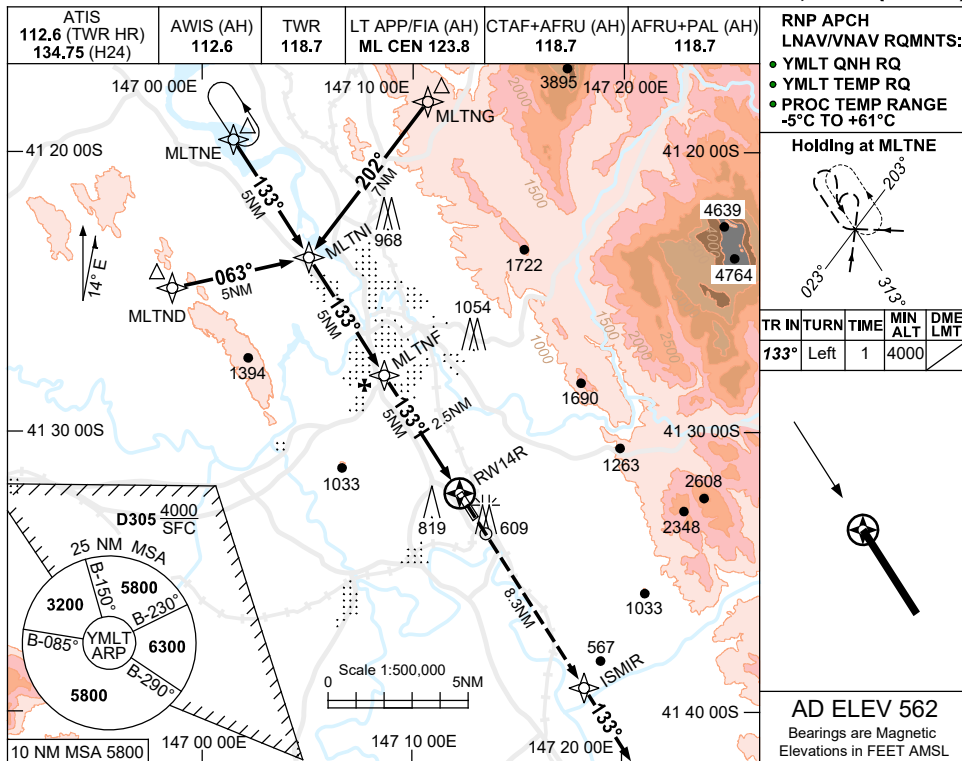 ATIS
112.6 (TWR HR)
134.75 (H24)
AWIS (AH)
112.6
TWR
118.7
LT APP/FIA (AH)
ML CEN 123.8
CTAF+AFRU (AH)
118.7
AFRU+PAL (AH)
118.7
RNP APCH
LNAV/VNAV RQMNTS:
YMLT QNH RQ
YMLT TEMP RQ
PROC TEMP RANGE
-5°C TO +61°C
Holding at MLTNE
203°
023°
313°
TR IN TURN TIME MIN ALT DME LMT
133° Left 1 4000
AD ELEV 562
Bearings are Magnetic
Elevations in FEET AMSL
147 00 00E
147 10 00E
147 20 00E
3895
2000
MLTNG
MLTNE
41 20 00S
41 20 00S
133°
5NM
202°
7NM
1500
968
MLTNI
4639
4764
1722
14° E
063°
5NM
MLTND
133°
5NM
1054
1500
2000
2500
1000
MLTNF
1394
1690
133°
5NM
2.5NM
41 30 00S
41 30 00S
RW14R
1033
1263
2608
2348
819
609
D305 4000
SFC
25 NM MSA
B-150°
5800
B-230°
3200
B-085°
YMLT
ARP
6300
B-290°
5800
8.3NM
1033
567
ISMIR
Scale 1:500,000
0 5NM
133°
41 40 00S
10 NM MSA 5800
147 00 00E
147 10 00E
147 20 00E